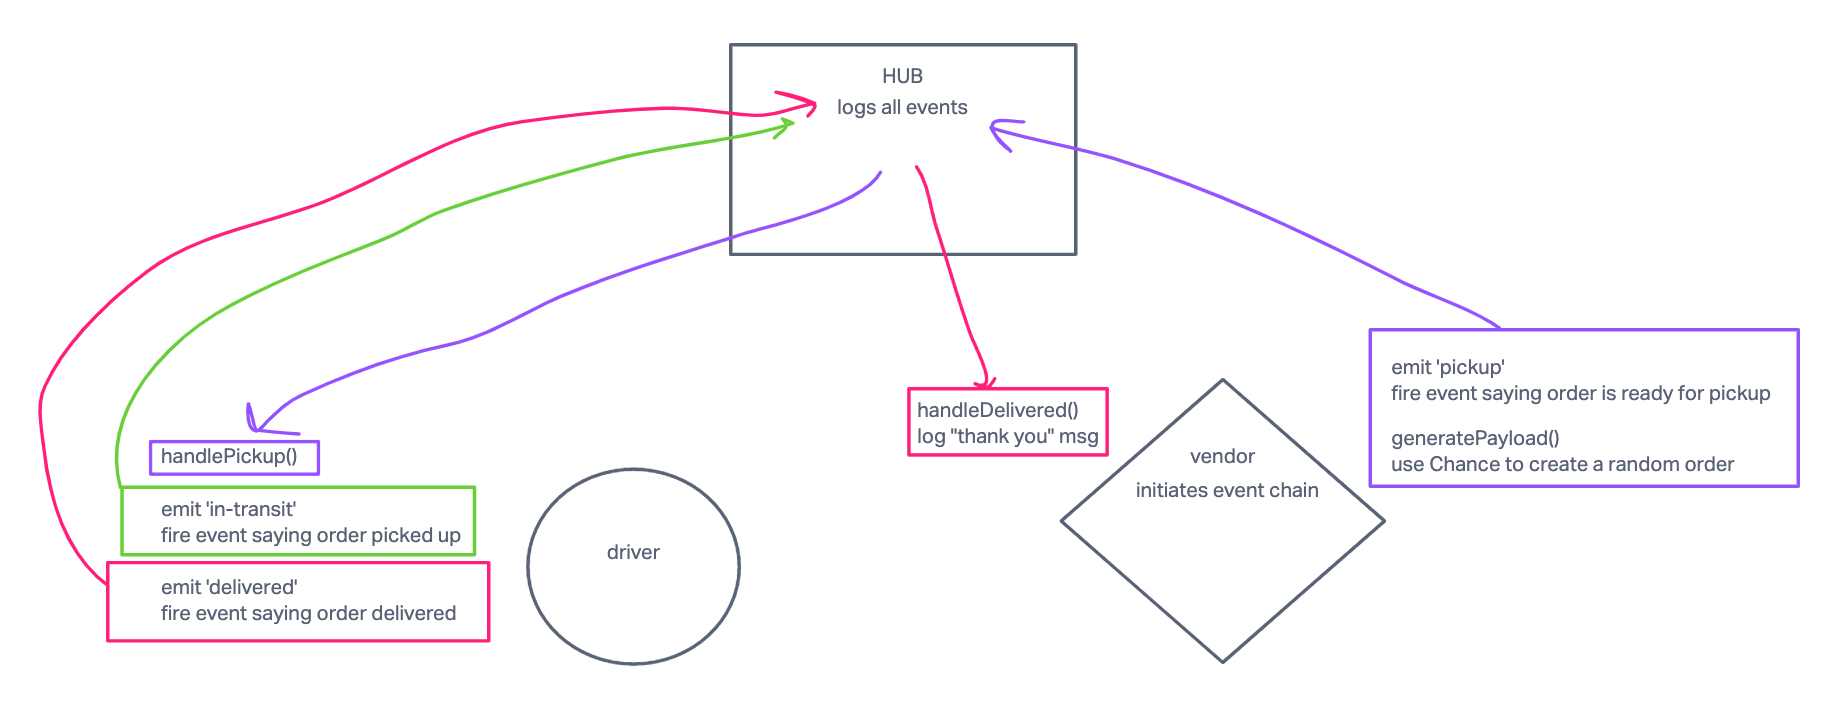 HUB
logs all events
handlePickup()
emit 'in-transit'
fire event saying order picked up
emit 'delivered'
fire event saying order delivered
driver
handleDelivered()
log "thank you" msg
vendor
initiates event chain
emit 'pickup'
fire event saying order is ready for pickup
generatePayload()
use Chance to create a random order